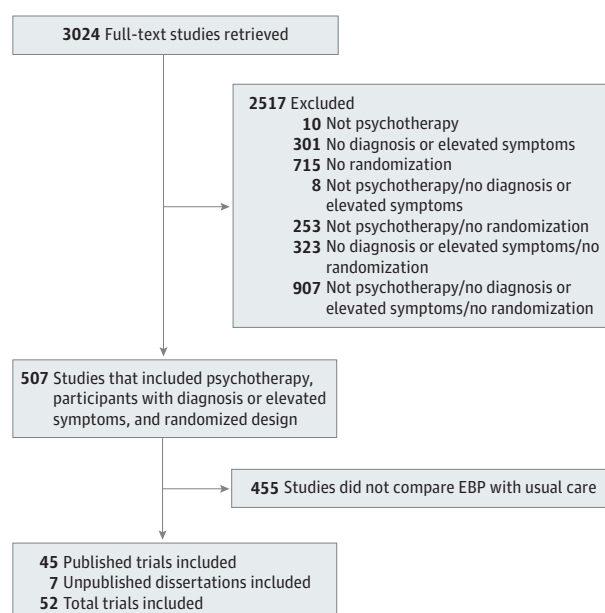 3024 Full-text studies retrieved
2517 Excluded
10 Not psychotherapy
301 No diagnosis or elevated symptoms
715 No randomization
8 Not psychotherapy/no diagnosis or
elevated symptoms
253 Not psychotherapy/no randomization
323 No diagnosis or elevated symptoms/no
randomization
907 Not psychotherapy/no diagnosis or
elevated symptoms/no randomization
507 Studies that included psychotherapy,
participants with diagnosis or elevated
symptoms, and randomized design
455 Studies did not compare EBP with usual care
45 Published trials included
7 Unpublished dissertations included
52 Total trials included